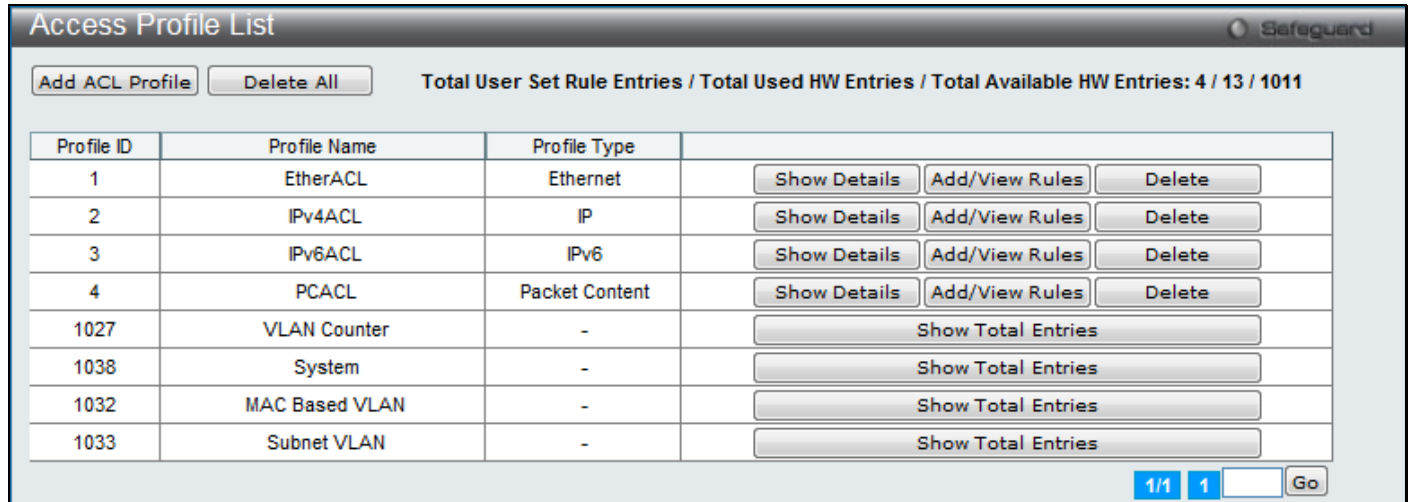 Access Profile List Safeguard
Add ACL Profile Delete All Total User Set Rule Entries / Total Used HW Entries / Total Available HW Entries: 4 / 13 / 1011
Profile ID Profile Name Profile Type
1 EtherACL Ethernet Show Details Add/View Rules Delete
2 IPv4ACL IP Show Details Add/View Rules Delete
3 IPv6ACL IPv6 Show Details Add/View Rules Delete
4 PCACL Packet Content Show Details Add/View Rules Delete
1027 VLAN Counter - Show Total Entries
1038 System - Show Total Entries
1032 MAC Based VLAN - Show Total Entries
1033 Subnet VLAN - Show Total Entries
1/1 1 Go